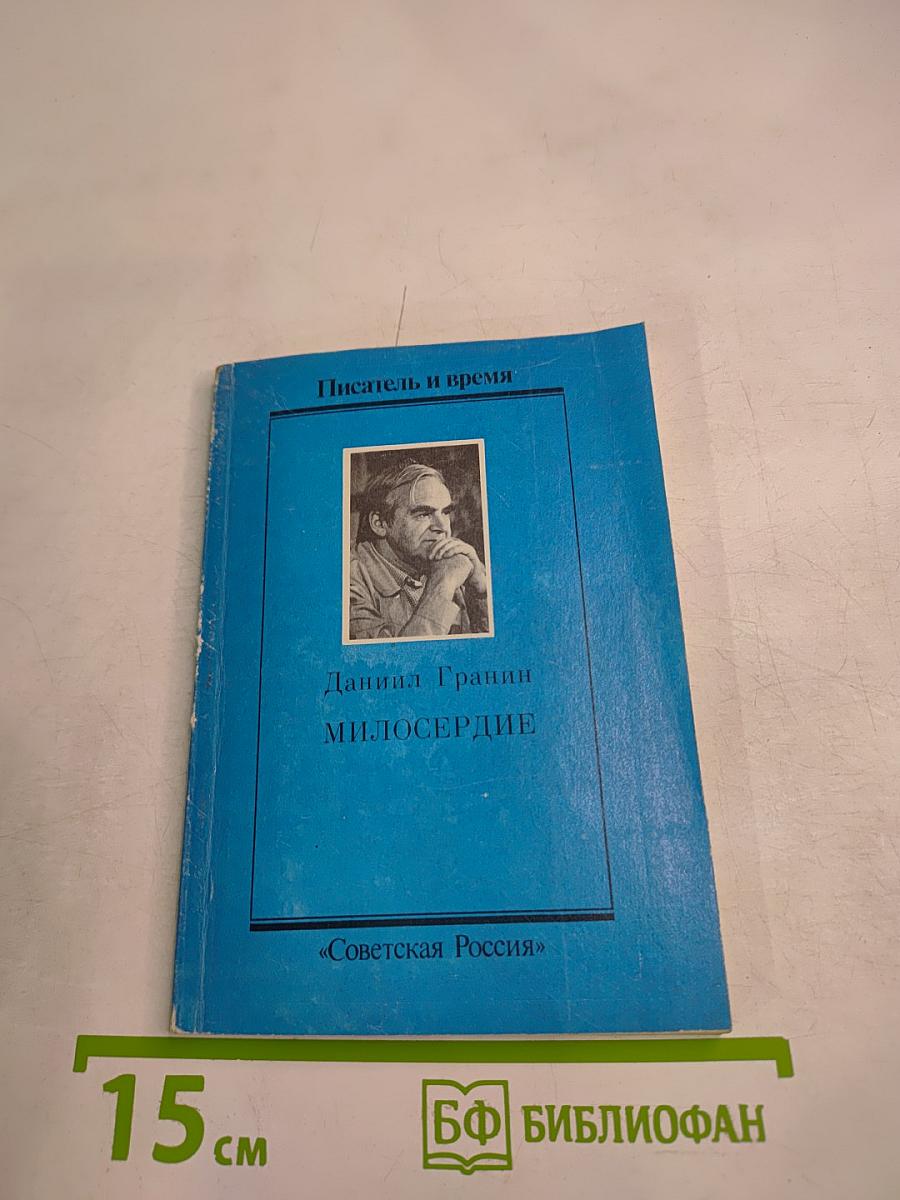 Писатель и время
Даниил Гранин
МИЛОСЕРДИЕ
«Советская Россия»
15 см
БФ БИБЛИОФАН